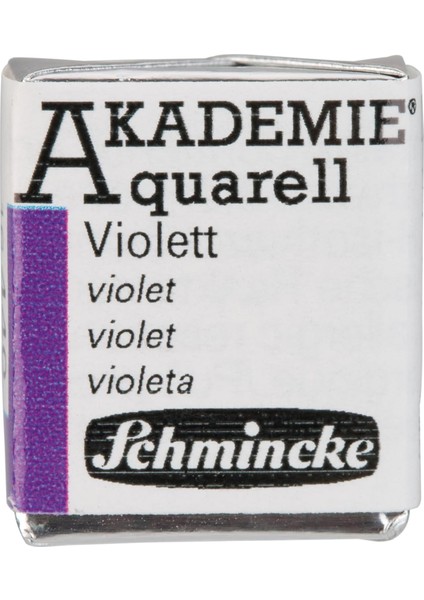 AKADEMIE®
Aquarell
Violett
violet
violet
violeta
Schmincke